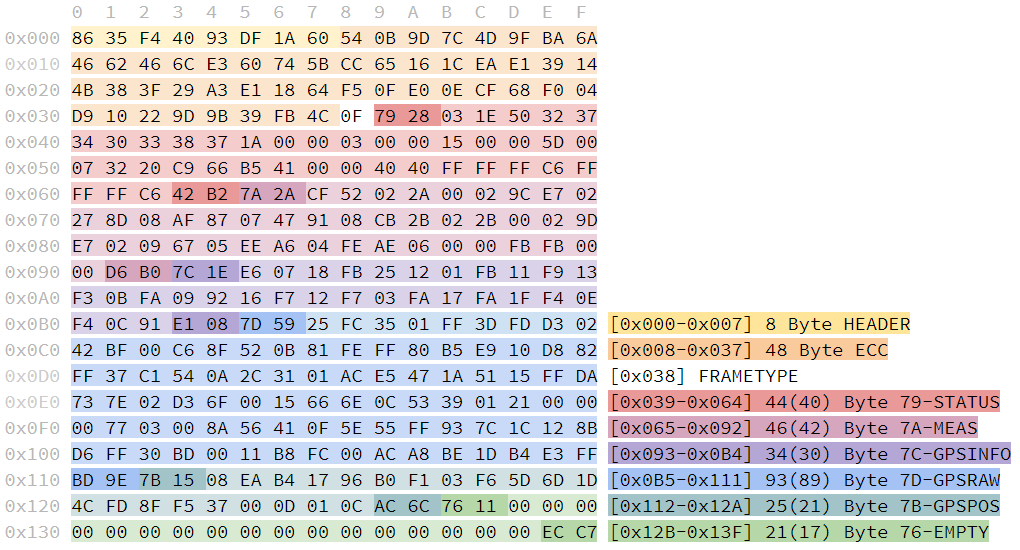 0 1 2 3 4 5 6 7 8 9 A B C D E F
0x000 86 35 F4 40 93 DF 1A 60 54 0B 9D 7C 4D 9F BA 6A
0x010 46 62 46 6C E3 60 74 5B CC 65 16 1C EA E1 39 14
0x020 4B 38 3F 29 A3 E1 18 64 F5 0F E0 0E CF 68 F0 04
0x030 D9 10 22 9D 9B 39 FB 4C 0F 79 28 03 1E 50 32 37
0x040 34 30 33 38 37 1A 00 00 03 00 00 15 00 00 5D 00
0x050 07 32 20 C9 66 B5 41 00 00 40 40 FF FF FF C6 FF
0x060 FF FF C6 42 B2 7A 2A CF 52 02 2A 00 02 9C E7 02
0x070 27 8D 08 AF 87 07 47 91 08 CB 2B 02 2B 00 02 9D
0x080 E7 02 09 67 05 EE A6 04 FE AE 06 00 00 FB FB 00
0x090 00 D6 B0 7C 1E E6 07 18 FB 25 12 01 FB 11 F9 13
0x0A0 F3 0B FA 09 92 16 F7 12 F7 03 FA 17 FA 1F F4 0E
0x0B0 F4 0C 91 E1 08 7D 59 25 FC 35 01 FF 3D FD D3 02 [0x000-0x007] 8 Byte HEADER
0x0C0 42 BF 00 C6 8F 52 0B 81 FE FF 80 B5 E9 10 D8 82 [0x008-0x037] 48 Byte ECC
0x0D0 FF 37 C1 54 0A 2C 31 01 AC E5 47 1A 51 15 FF DA [0x038] FRAMETYPE
0x0E0 73 7E 02 D3 6F 00 15 66 6E 0C 53 39 01 21 00 00 [0x039-0x064] 44(40) Byte 79-STATUS
0x0F0 00 77 03 00 8A 56 41 0F 5E 55 FF 93 7C 1C 12 8B [0x065-0x092] 46(42) Byte 7A-MEAS
0x100 D6 FF 30 BD 00 11 B8 FC 00 AC A8 BE 1D B4 E3 FF [0x093-0x0B4] 34(30) Byte 7C-GPSINFO
0x110 BD 9E 7B 15 08 EA B4 17 96 B0 F1 03 F6 5D 6D 1D [0x0B5-0x111] 93(89) Byte 7D-GPSRAW
0x120 4C FD 8F F5 37 00 0D 01 0C AC 6C 76 11 00 00 00 [0x112-0x12A] 25(21) Byte 7B-GPSPOS
0x130 00 00 00 00 00 00 00 00 00 00 00 00 00 00 EC C7 [0x12B-0x13F] 21(17) Byte 76-EMPTY